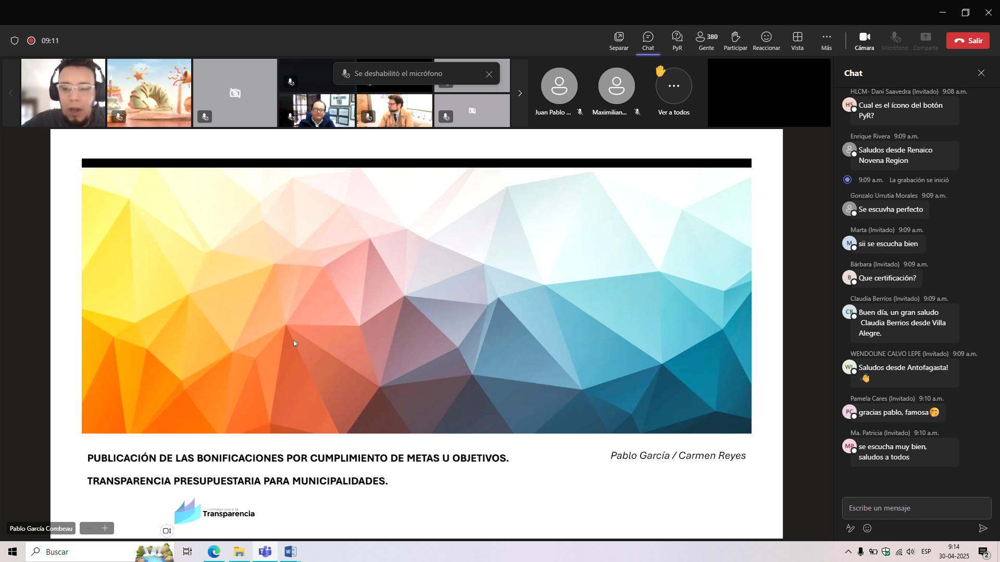 09:11
Separar
Chat
PyR
380
Gente
Participar
Reaccionar
Vista
Más
Cámara
Micrófono
Comparte
Salir
Se deshabilitó el micrófono
Juan Pablo ...
Maximilian...
Ver a todos
PUBLICACIÓN DE LAS BONIFICACIONES POR CUMPLIMIENTO DE METAS U OBJETIVOS.
Pablo García / Carmen Reyes
TRANSPARENCIA PRESUPUESTARIA PARA MUNICIPALIDADES.
consejo para la
Transparencia
Pablo García Combeau
Chat
HLCM- Dani Saavedra (Invitado) 9:08 a.m.
HS
Cual es el ícono del botón
PyR?
Enrique Rivera 9:09 a.m.
Saludos desde Renaico
Novena Region
9:09 a.m. La grabación se inició
Gonzalo Urrutia Morales 9:09 a.m.
Se escuvha perfecto
Marta (Invitado) 9:09 a.m.
M
sii se escucha bien
Bárbara (Invitado) 9:09 a.m.
B
Que certificación?
Claudia Berríos (Invitado) 9:09 a.m.
CB
Buen día, un gran saludo
Claudia Berrios desde Villa
Alegre.
WENDOLINE CALVO LEPE (Invitado) 9:09 a.m.
Saludos desde Antofagasta!
👋
Pamela Cares (Invitado) 9:10 a.m.
PC
gracias pablo, famosa🤭
Ma. Patricia (Invitado) 9:10 a.m.
MP
se escucha muy bien,
saludos a todos
Escribe un mensaje
Buscar
ESP
9:14
30-04-2025
2